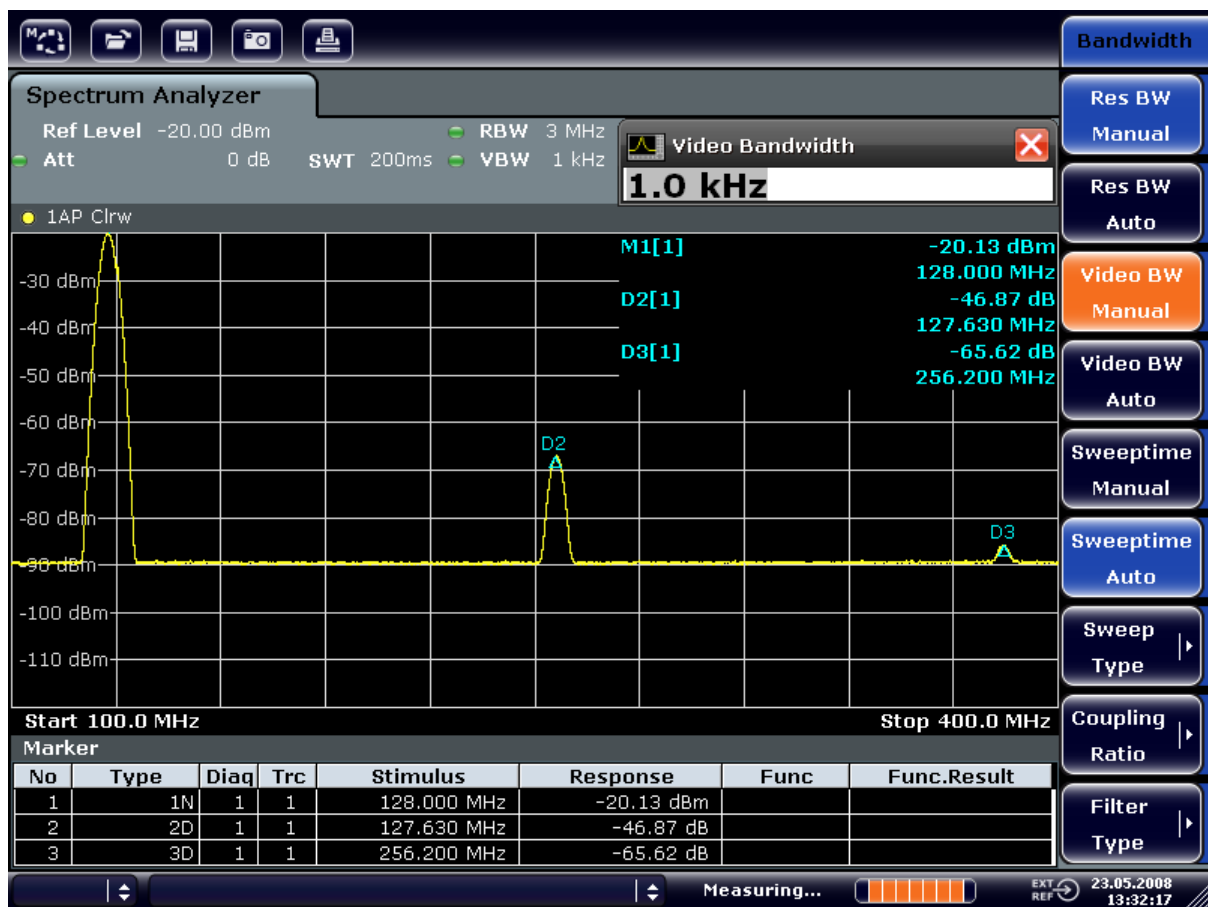 M
Bandwidth
Spectrum Analyzer
Ref Level -20.00 dBm RBW 3 MHz
Att 0 dB SWT 200ms VBW 1 kHz
Video Bandwidth
1.0 kHz
1AP Clrw
M1[1] -20.13 dBm
128.000 MHz
D2[1] -46.87 dB
127.630 MHz
D3[1] -65.62 dB
256.200 MHz
-30 dBm
-40 dBm
-50 dBm
-60 dBm
-70 dBm
-80 dBm
-90 dBm
-100 dBm
-110 dBm
D2
D3
Start 100.0 MHz Stop 400.0 MHz
Marker
No Type Diaq Trc Stimulus Response Func Func.Result
1 1N 1 1 128.000 MHz -20.13 dBm
2 2D 1 1 127.630 MHz -46.87 dB
3 3D 1 1 256.200 MHz -65.62 dB
Res BW
Manual
Res BW
Auto
Video BW
Manual
Video BW
Auto
Sweeptime
Manual
Sweeptime
Auto
Sweep
Type
Coupling
Ratio
Filter
Type
Measuring...
EXT
REF
23.05.2008
13:32:17